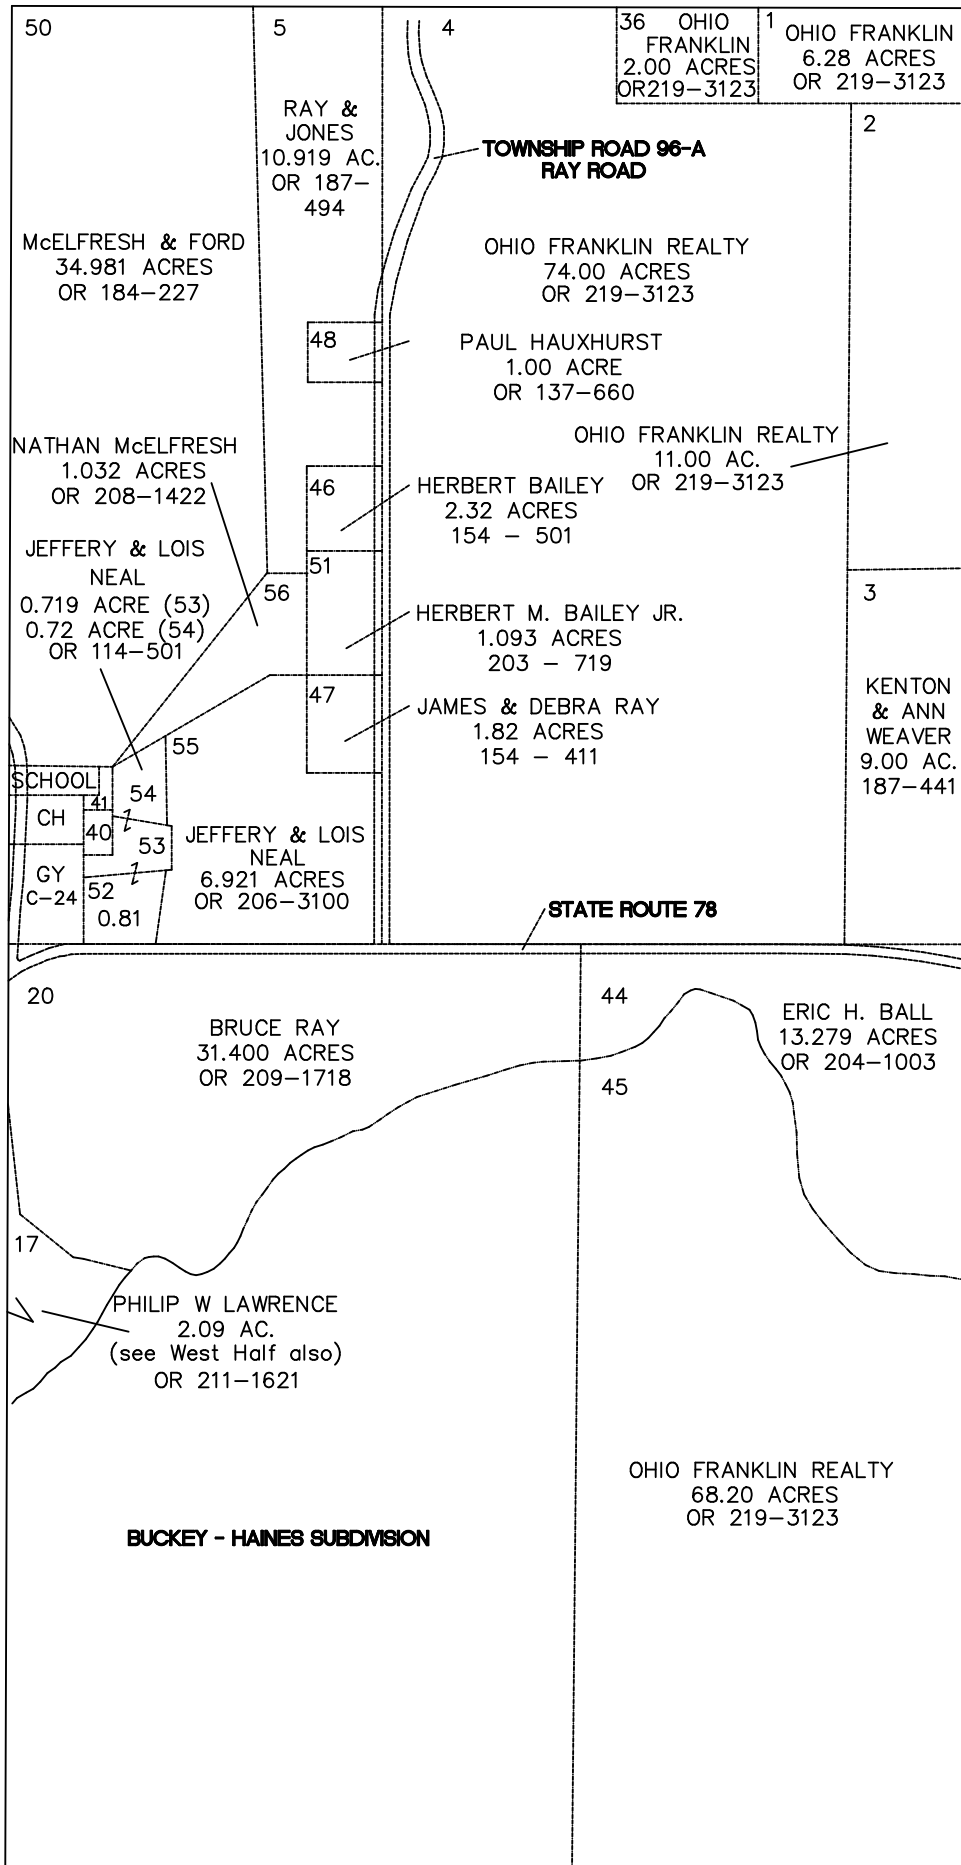 50
5
4
36 OHIO
FRANKLIN
2.00 ACRES
OR219-3123
1
OHIO FRANKLIN
6.28 ACRES
OR 219-3123
2
RAY &
JONES
10.919 AC.
OR 187-
494
TOWNSHIP ROAD 96-A
RAY ROAD
McELFRESH & FORD
34.981 ACRES
OR 184-227
OHIO FRANKLIN REALTY
74.00 ACRES
OR 219-3123
48
PAUL HAUXHURST
1.00 ACRE
OR 137-660
NATHAN McELFRESH
1.032 ACRES
OR 208-1422
OHIO FRANKLIN REALTY
11.00 AC.
OR 219-3123
46
HERBERT BAILEY
2.32 ACRES
154 - 501
JEFFERY & LOIS
NEAL
0.719 ACRE (53)
0.72 ACRE (54)
OR 114-501
51
56
3
HERBERT M. BAILEY JR.
1.093 ACRES
203 - 719
47
JAMES & DEBRA RAY
1.82 ACRES
154 - 411
KENTON
& ANN
WEAVER
9.00 AC.
187-441
55
SCHOOL
54
41
CH
40
53
GY
C-24
52
0.81
JEFFERY & LOIS
NEAL
6.921 ACRES
OR 206-3100
STATE ROUTE 78
20
44
BRUCE RAY
31.400 ACRES
OR 209-1718
ERIC H. BALL
13.279 ACRES
OR 204-1003
45
17
PHILIP W LAWRENCE
2.09 AC.
(see West Half also)
OR 211-1621
OHIO FRANKLIN REALTY
68.20 ACRES
OR 219-3123
BUCKEY - HAINES SUBDIVISION